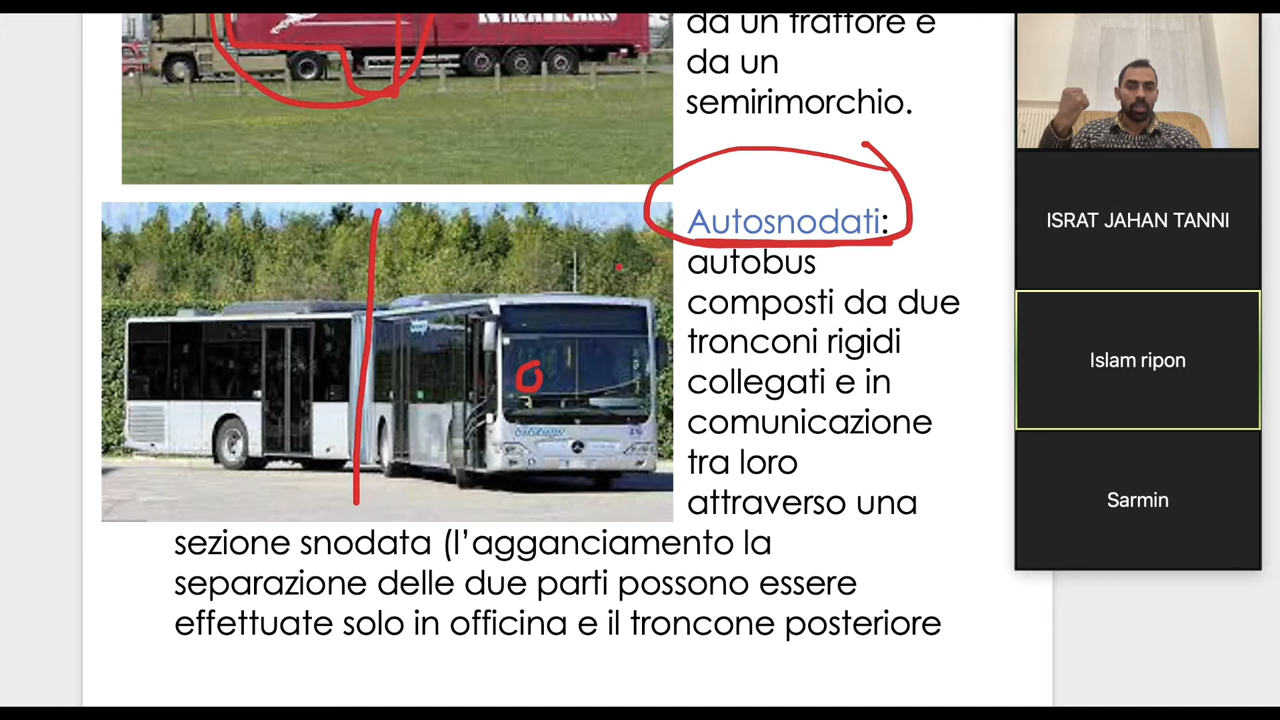 da un trattore e
da un
semirimorchio.
Autosnodati:
autobus
composti da due
tronconi rigidi
collegati e in
comunicazione
tra loro
attraverso una
sezione snodata (l’agganciamento la
separazione delle due parti possono essere
effettuate solo in officina e il troncone posteriore
ISRAT JAHAN TANNI
Islam ripon
Sarmin